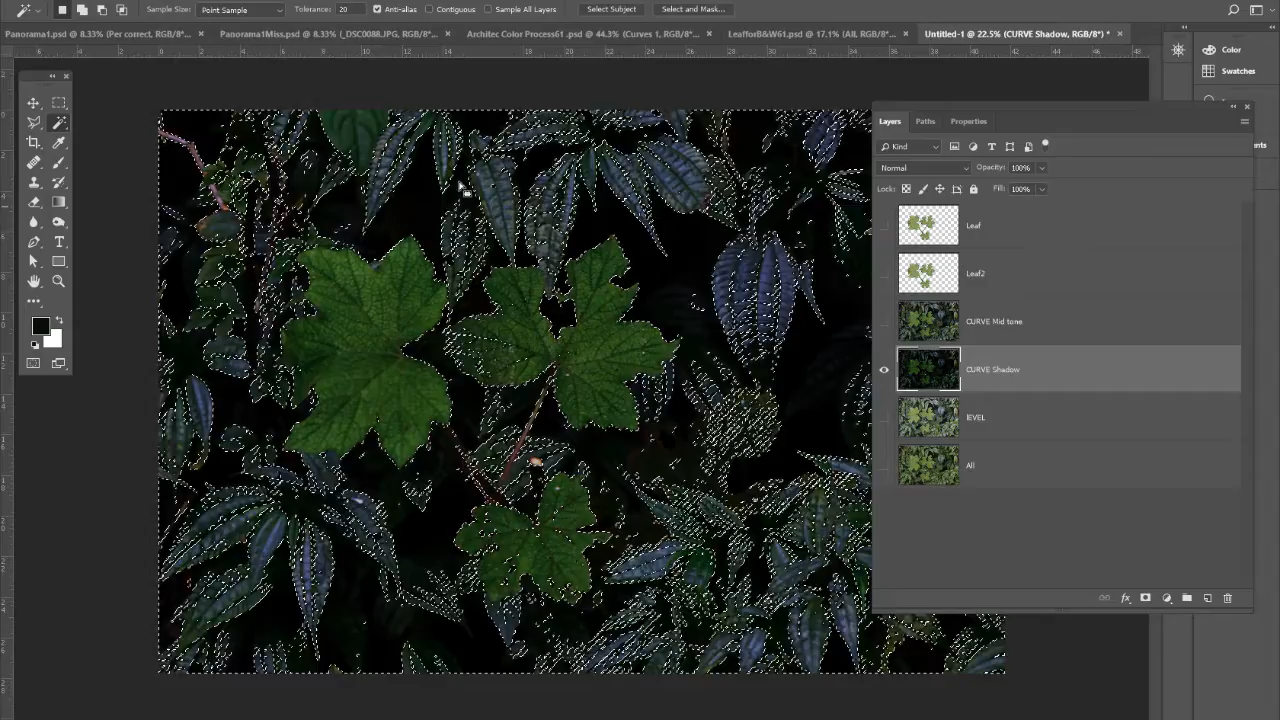 Sample Size: Point Sample Tolerance: 20 Anti-alias Contiguous Sample All Layers Select Subject Select and Mask...
Panorama1.psd @ 8.33% (Per correct, RGB/8*)... × Panorama1Miss.psd @ 8.33% (_DSC0088.JPG, RGB/8*)... × Architec Color Process61 .psd @ 44.3% (Curves 1, RGB/8*... × LeafforB&W61.psd @ 17.1% (All, RGB/8*)... × Untitled-1 @ 22.5% (CURVE Shadow, RGB/8*) * ×
Color
Swatches
Layers Paths Properties
Kind
Normal Opacity: 100%
Lock: Fill: 100%
Leaf
Leaf2
CURVE Mid tone
CURVE Shadow
lEVEL
All
fx